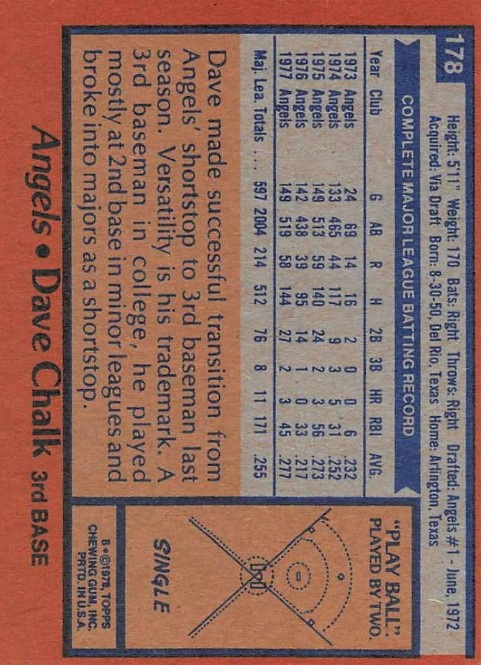 178
Height: 5'11" Weight: 170 Bats: Right Throws: Right Drafted: Angels #1 - June, 1972
Acquired: Via Draft Born: 8-30-50, Del Rio, Texas Home: Arlington, Texas
COMPLETE MAJOR LEAGUE BATTING RECORD
Year Club G AB R H 2B 3B HR RBI AVG.
1973 Angels 24 69 14 16 2 0 0 6 .232
1974 Angels 133 465 44 117 9 3 5 31 .252
1975 Angels 149 513 59 140 24 2 3 56 .273
1976 Angels 142 438 39 95 14 1 0 33 .217
1977 Angels 149 519 58 144 27 2 3 45 .277
Maj. Lea. Totals .... 597 2004 214 512 76 8 11 171 .255
Dave made successful transition from
Angels' shortstop to 3rd baseman last
season. Versatility is his trademark. A
3rd baseman in college, he played
mostly at 2nd base in minor leagues and
broke into majors as a shortstop.
"PLAY BALL"
PLAYED BY TWO.
SINGLE
B•©1978, TOPPS
CHEWING GUM, INC.
PRTD. IN U.S.A.
Angels • Dave Chalk 3rd BASE